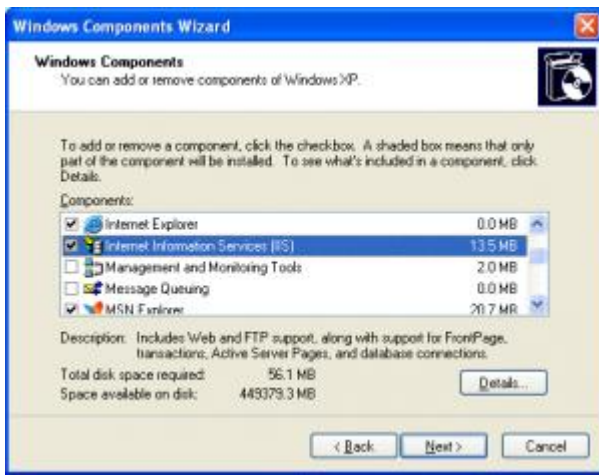 Windows Components Wizard
Windows Components
You can add or remove components of Windows XP.
To add or remove a component, click the checkbox. A shaded box means that only
part of the component will be installed. To see what's included in a component, click
Details.
Components:
Internet Explorer 0.0 MB
Internet Information Services (IIS) 13.5 MB
Management and Monitoring Tools 2.0 MB
Message Queuing 0.0 MB
MSN Explorer 20.7 MB
Description: Includes Web and FTP support, along with support for FrontPage,
transactions, Active Server Pages, and database connections.
Total disk space required: 56.1 MB
Space available on disk: 449379.3 MB
Details...
< Back Next > Cancel